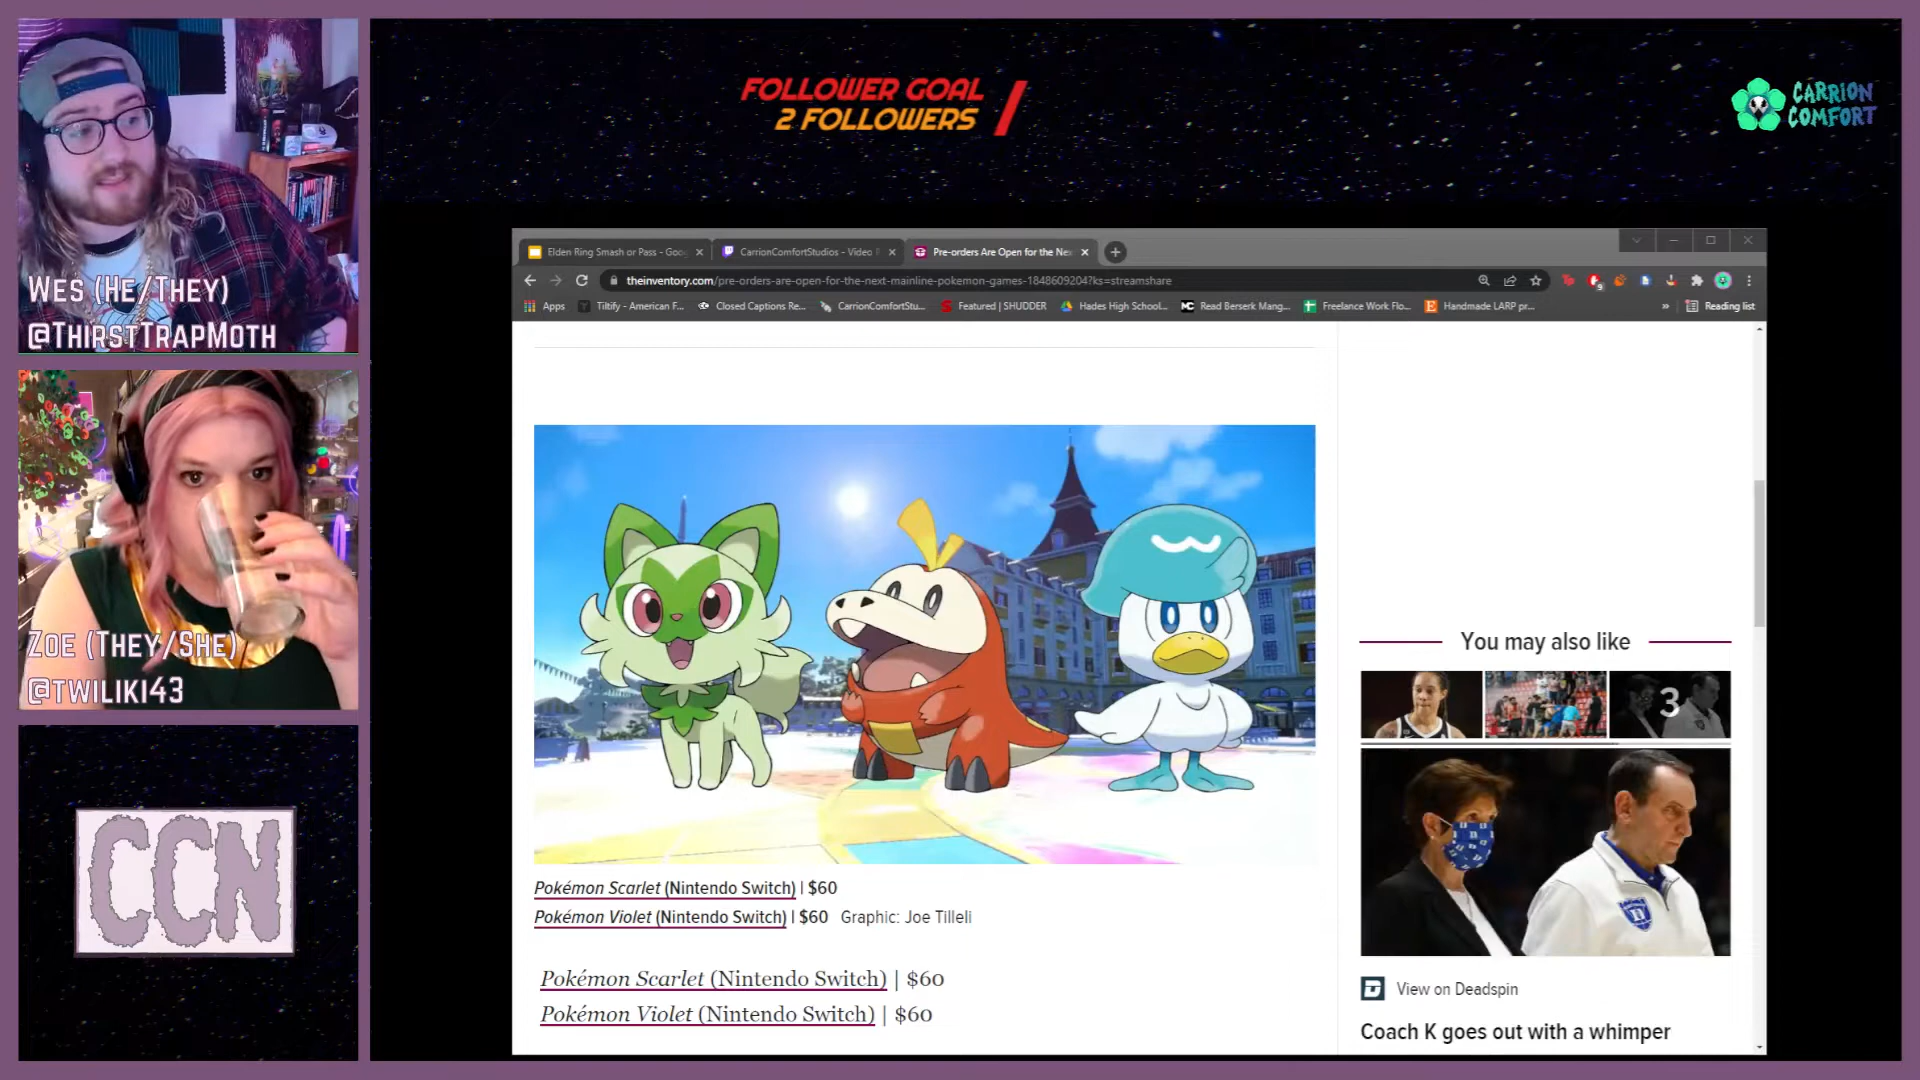 Wes (He/They)
@ThirstTrapMoth
Zoe (They/She)
@twiliki43
CCN
FOLLOWER GOAL
2 FOLLOWERS
CARRION
COMFORT
Elden Ring Smash or Pass - Goo
CarrionComfortStudios - Video P
Pre-orders Are Open for the Nex
theinventory.com/pre-orders-are-open-for-the-next-mainline-pokemon-games-1848609204?ks=streamshare
Apps
Tiltify - American F...
Closed Captions Re...
CarrionComfortStu...
Featured | SHUDDER
Hades High School...
Read Berserk Mang...
Freelance Work Flo...
Handmade LARP pr...
» Reading list
Pokémon Scarlet (Nintendo Switch) | $60
Pokémon Violet (Nintendo Switch) | $60 Graphic: Joe Tilleli
Pokémon Scarlet (Nintendo Switch) | $60
Pokémon Violet (Nintendo Switch) | $60
You may also like
3
View on Deadspin
Coach K goes out with a whimper